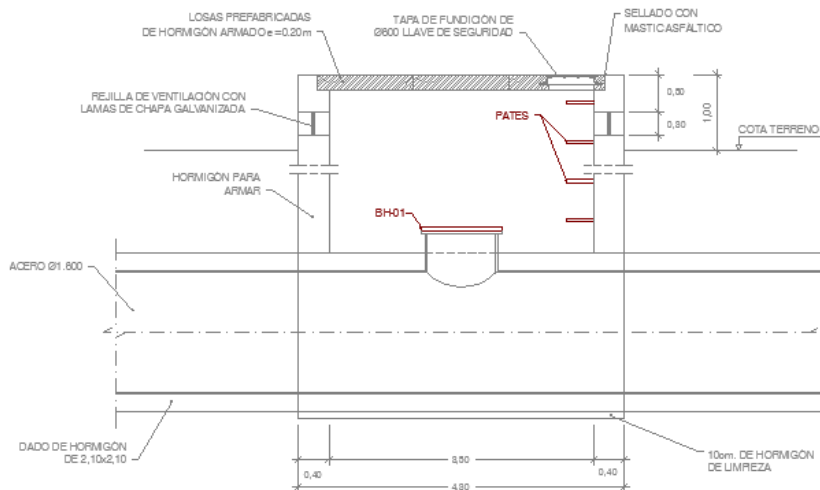 LOSAS PREFABRICADAS
DE HORMIGÓN ARMADO e=0.20m
TAPA DE FUNDICIÓN DE
Ø600 LLAVE DE SEGURIDAD
SELLADO CON
MASTIC ASFÁLTICO
REJILLA DE VENTILACIÓN CON
LAMAS DE CHAPA GALVANIZADA
0,50
1,00
0,30
PATES
COTA TERRENO
HORMIGÓN PARA
ARMAR
BH-01
ACERO Ø1.600
DADO DE HORMIGÓN
DE 2,10x2,10
10cm. DE HORMIGÓN
DE LIMPIEZA
0,40
3,50
0,40
4,30